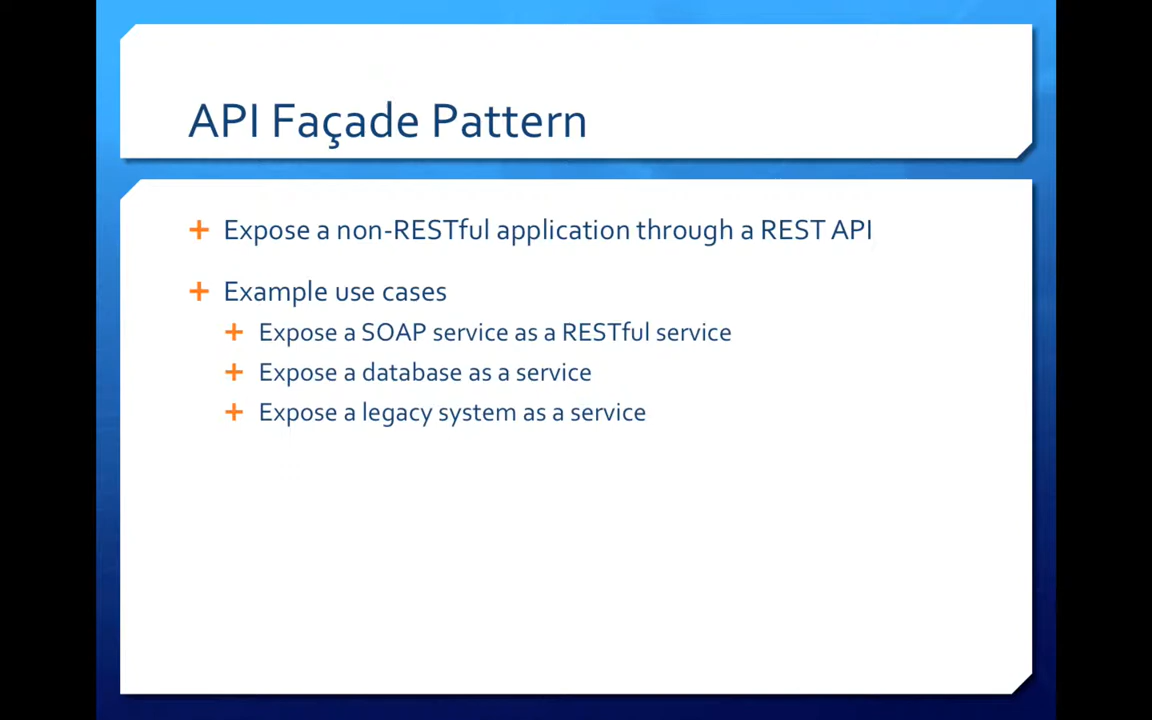 API Façade Pattern
Expose a non-RESTful application through a REST API
Example use cases
Expose a SOAP service as a RESTful service
Expose a database as a service
Expose a legacy system as a service